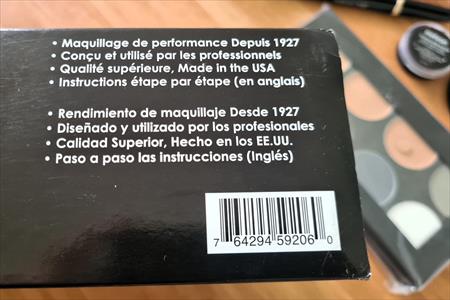 • Maquillage de performance Depuis 1927
• Conçu et utilisé par les professionnels
• Qualité supérieure, Made in the USA
• Instructions étape par étape (en anglais)
• Rendimiento de maquillaje Desde 1927
• Diseñado y utilizado por los profesionales
• Calidad Superior, Hecho en los EE.UU.
• Paso a paso las instrucciones (Inglés)
7 64294 59206 0